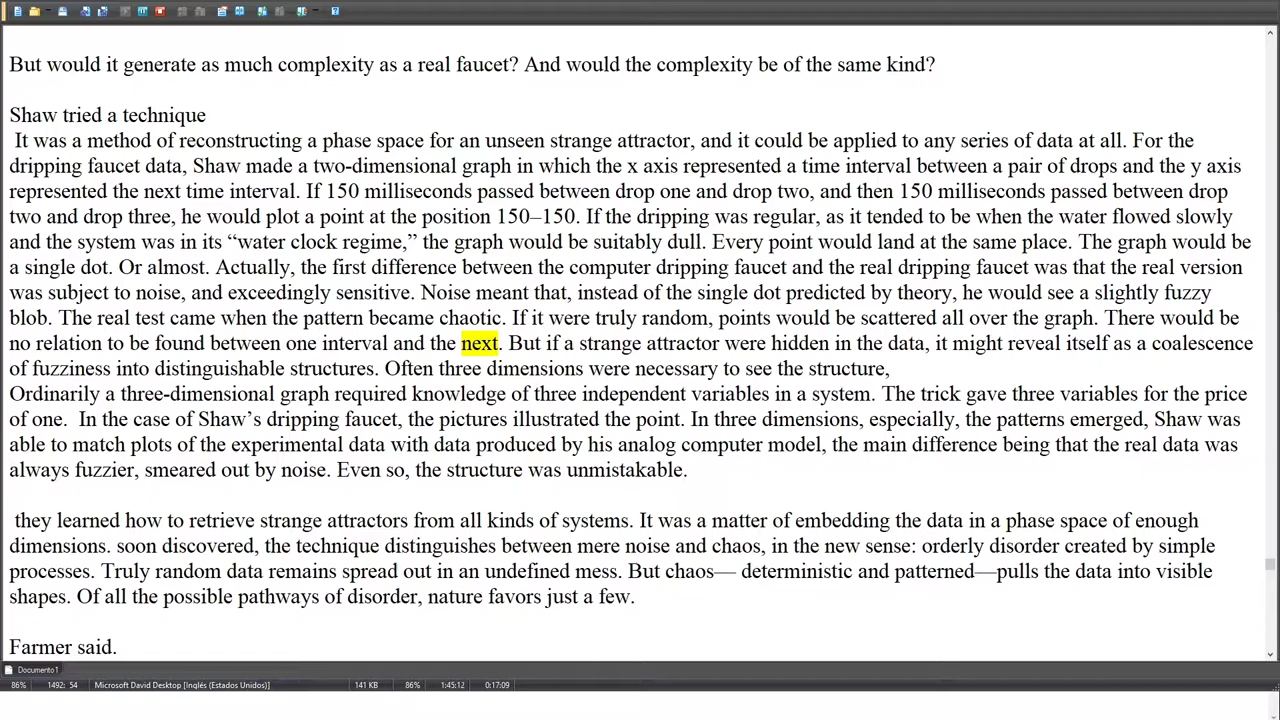 But would it generate as much complexity as a real faucet? And would the complexity be of the same kind?
Shaw tried a technique
It was a method of reconstructing a phase space for an unseen strange attractor, and it could be applied to any series of data at all. For the
dripping faucet data, Shaw made a two-dimensional graph in which the x axis represented a time interval between a pair of drops and the y axis
represented the next time interval. If 150 milliseconds passed between drop one and drop two, and then 150 milliseconds passed between drop
two and drop three, he would plot a point at the position 150–150. If the dripping was regular, as it tended to be when the water flowed slowly
and the system was in its “water clock regime,” the graph would be suitably dull. Every point would land at the same place. The graph would be
a single dot. Or almost. Actually, the first difference between the computer dripping faucet and the real dripping faucet was that the real version
was subject to noise, and exceedingly sensitive. Noise meant that, instead of the single dot predicted by theory, he would see a slightly fuzzy
blob. The real test came when the pattern became chaotic. If it were truly random, points would be scattered all over the graph. There would be
no relation to be found between one interval and the next. But if a strange attractor were hidden in the data, it might reveal itself as a coalescence
of fuzziness into distinguishable structures. Often three dimensions were necessary to see the structure,
Ordinarily a three-dimensional graph required knowledge of three independent variables in a system. The trick gave three variables for the price
of one. In the case of Shaw’s dripping faucet, the pictures illustrated the point. In three dimensions, especially, the patterns emerged, Shaw was
able to match plots of the experimental data with data produced by his analog computer model, the main difference being that the real data was
always fuzzier, smeared out by noise. Even so, the structure was unmistakable.
they learned how to retrieve strange attractors from all kinds of systems. It was a matter of embedding the data in a phase space of enough
dimensions. soon discovered, the technique distinguishes between mere noise and chaos, in the new sense: orderly disorder created by simple
processes. Truly random data remains spread out in an undefined mess. But chaos— deterministic and patterned—pulls the data into visible
shapes. Of all the possible pathways of disorder, nature favors just a few.
Farmer said.
Documento1
86% 1492: 54 Microsoft David Desktop [Inglés (Estados Unidos)] 141 KB 86% 1:45:12 0:17:09